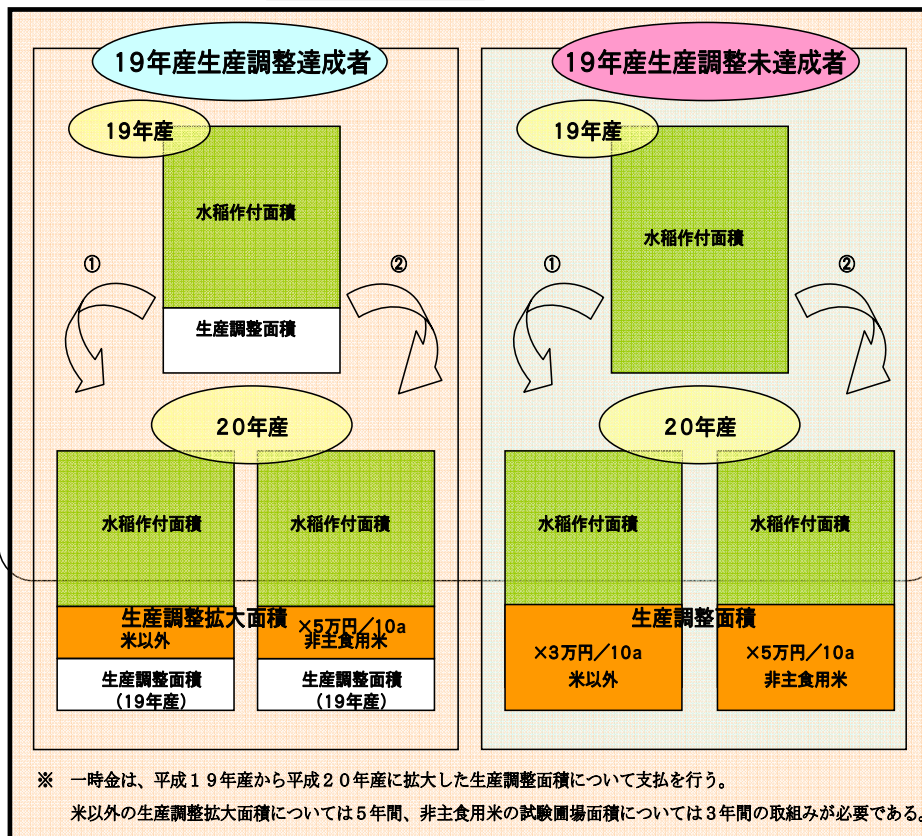 19年産生産調整達成者
19年産
水稲作付面積
①
②
生産調整面積
20年産
水稲作付面積
水稲作付面積
生産調整拡大面積
米以外
×5万円/10a
非主食用米
生産調整面積
(19年産)
生産調整面積
(19年産)
19年産生産調整未達成者
19年産
水稲作付面積
①
②
20年産
水稲作付面積
水稲作付面積
生産調整面積
×3万円/10a
米以外
×5万円/10a
非主食用米
※ 一時金は、平成19年産から平成20年産に拡大した生産調整面積について支払を行う。
米以外の生産調整拡大面積については5年間、非主食用米の試験圃場面積については3年間の取組みが必要である。